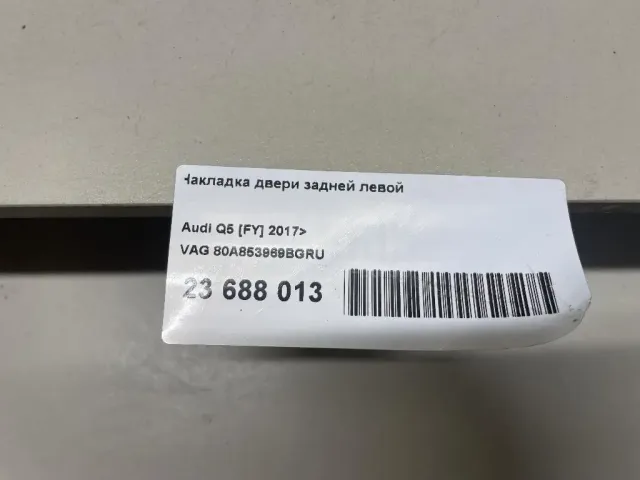 Накладка двери задней левой
Audi Q5 [FY] 2017>
VAG 80A853969BGRU
23 688 013